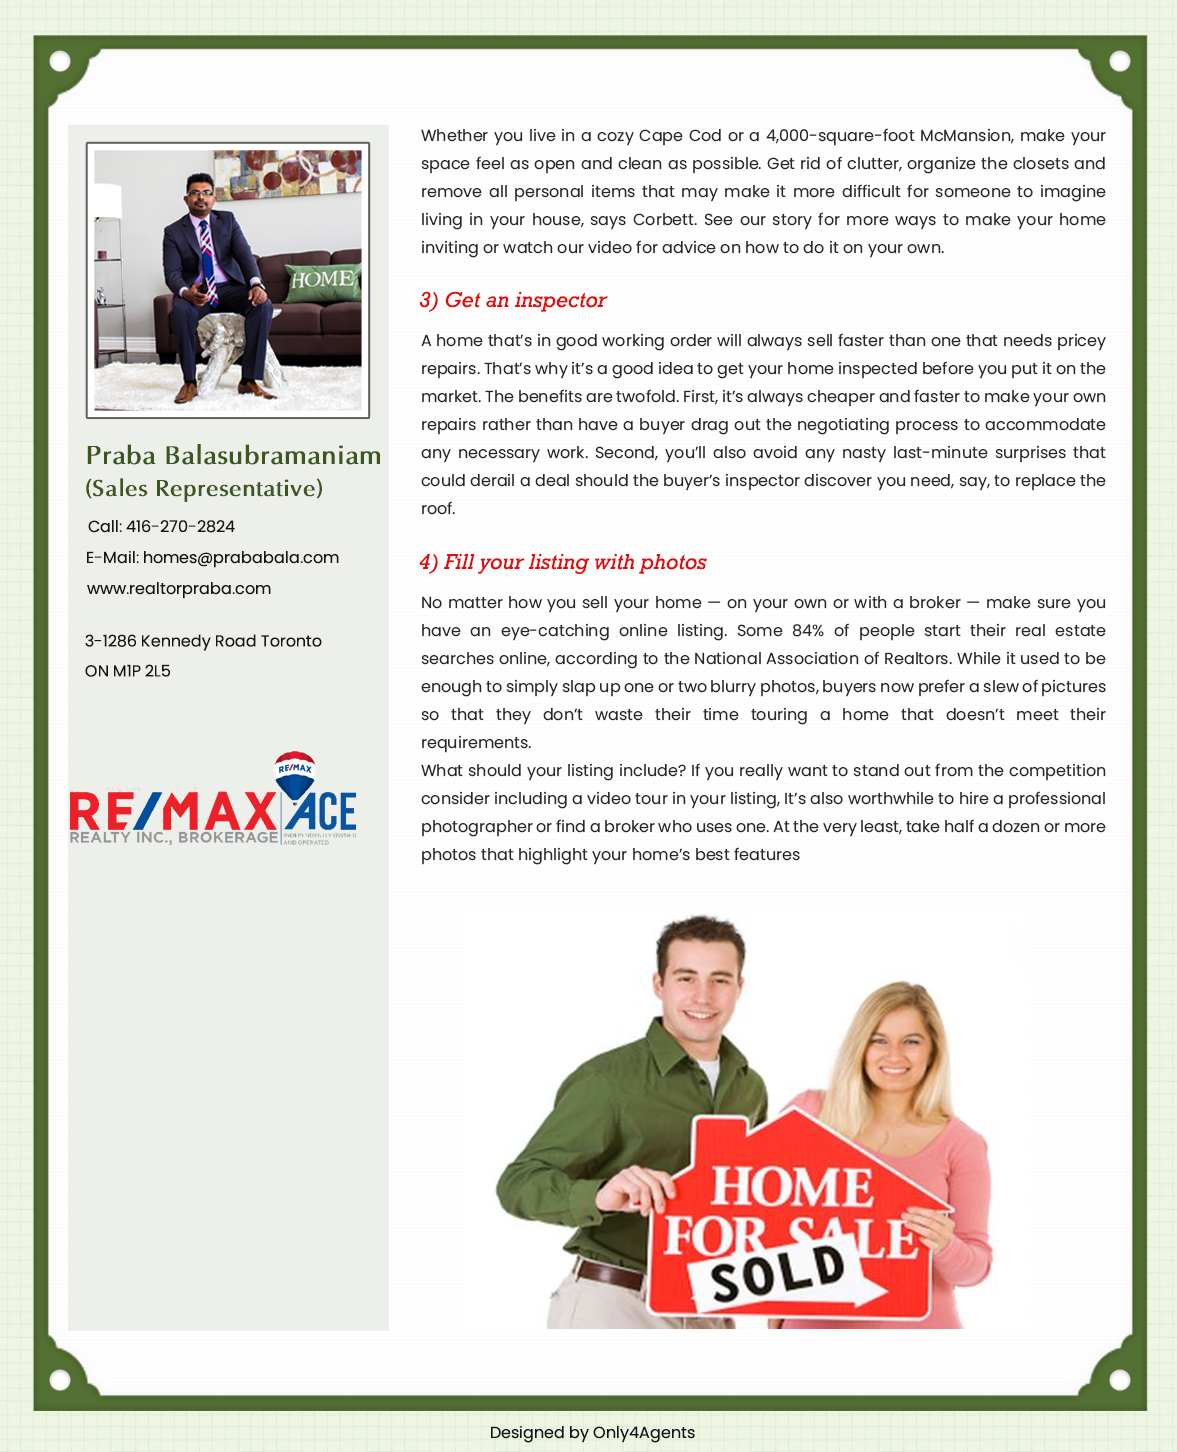 HOME
Praba Balasubramaniam
(Sales Representative)
Call: 416-270-2824
E-Mail: homes@prababala.com
www.realtorpraba.com
3-1286 Kennedy Road Toronto
ON M1P 2L5
RE/MAX
RE/MAX ACE
REALTY INC., BROKERAGE
INDEPENDENTLY OWNED
AND OPERATED
Whether you live in a cozy Cape Cod or a 4,000-square-foot McMansion, make your
space feel as open and clean as possible. Get rid of clutter, organize the closets and
remove all personal items that may make it more difficult for someone to imagine
living in your house, says Corbett. See our story for more ways to make your home
inviting or watch our video for advice on how to do it on your own.
3) Get an inspector
A home that’s in good working order will always sell faster than one that needs pricey
repairs. That’s why it’s a good idea to get your home inspected before you put it on the
market. The benefits are twofold. First, it’s always cheaper and faster to make your own
repairs rather than have a buyer drag out the negotiating process to accommodate
any necessary work. Second, you’ll also avoid any nasty last-minute surprises that
could derail a deal should the buyer’s inspector discover you need, say, to replace the
roof.
4) Fill your listing with photos
No matter how you sell your home — on your own or with a broker — make sure you
have an eye-catching online listing. Some 84% of people start their real estate
searches online, according to the National Association of Realtors. While it used to be
enough to simply slap up one or two blurry photos, buyers now prefer a slew of pictures
so that they don’t waste their time touring a home that doesn’t meet their
requirements.
What should your listing include? If you really want to stand out from the competition
consider including a video tour in your listing, It’s also worthwhile to hire a professional
photographer or find a broker who uses one. At the very least, take half a dozen or more
photos that highlight your home’s best features
HOME
FOR SALE
SOLD
Designed by Only4Agents